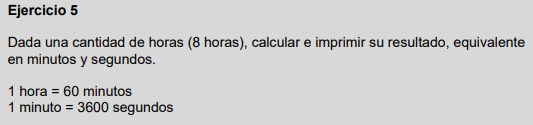 Ejercicio 5
Dada una cantidad de horas (8 horas), calcular e imprimir su resultado, equivalente
en minutos y segundos.
1 hora = 60 minutos
1 minuto = 3600 segundos